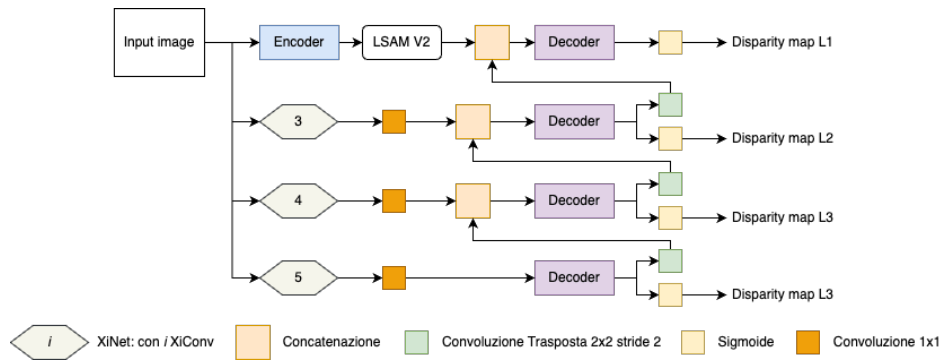 Input image
Encoder
LSAM V2
Decoder
Disparity map L1
3
Decoder
Disparity map L2
4
Decoder
Disparity map L3
5
Decoder
Disparity map L3
i
XiNet: con i XiConv
Concatenazione
Convoluzione Trasposta 2x2 stride 2
Sigmoide
Convoluzione 1x1